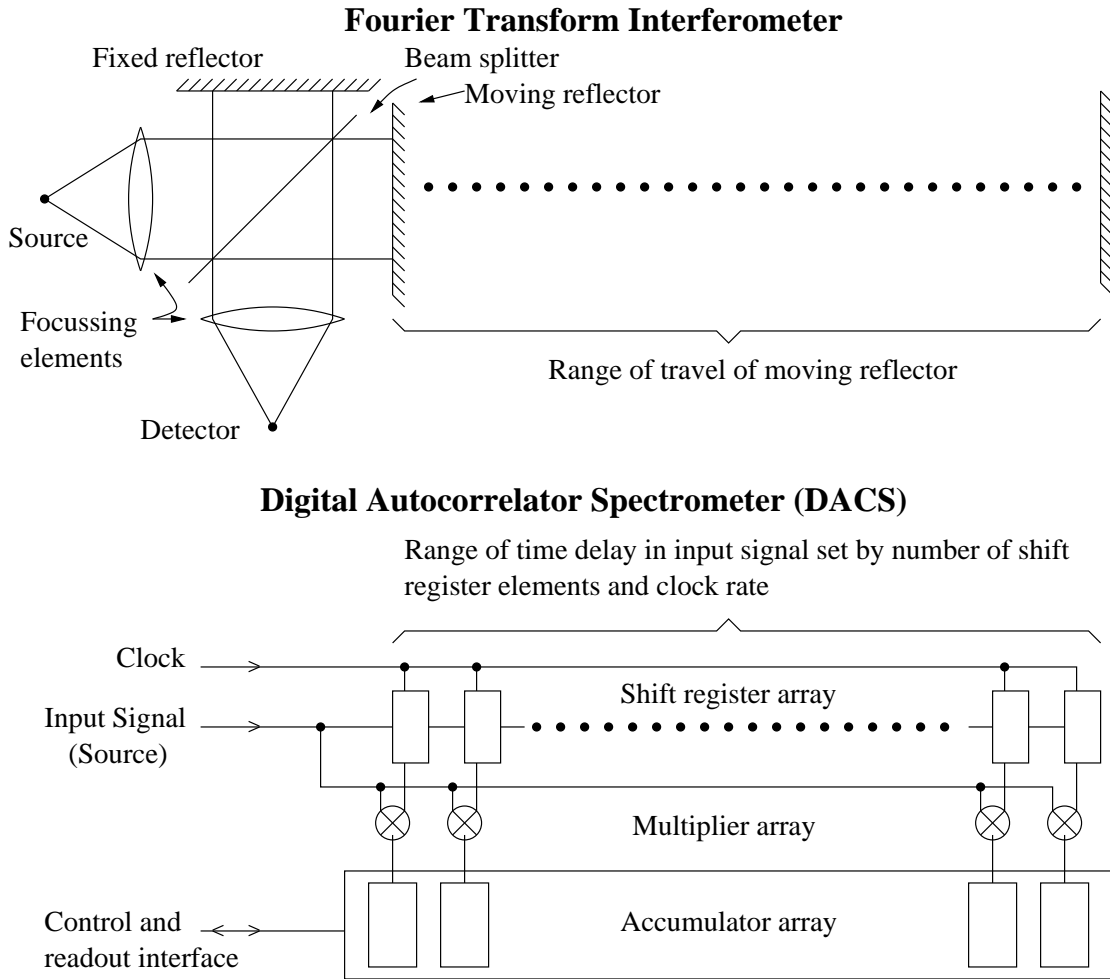 Fourier Transform Interferometer
Fixed reflector
Beam splitter
Moving reflector
Source
Focussing
elements
Range of travel of moving reflector
Detector
Digital Autocorrelator Spectrometer (DACS)
Range of time delay in input signal set by number of shift
register elements and clock rate
Clock
Shift register array
Input Signal
(Source)
Multiplier array
Control and
readout interface
Accumulator array